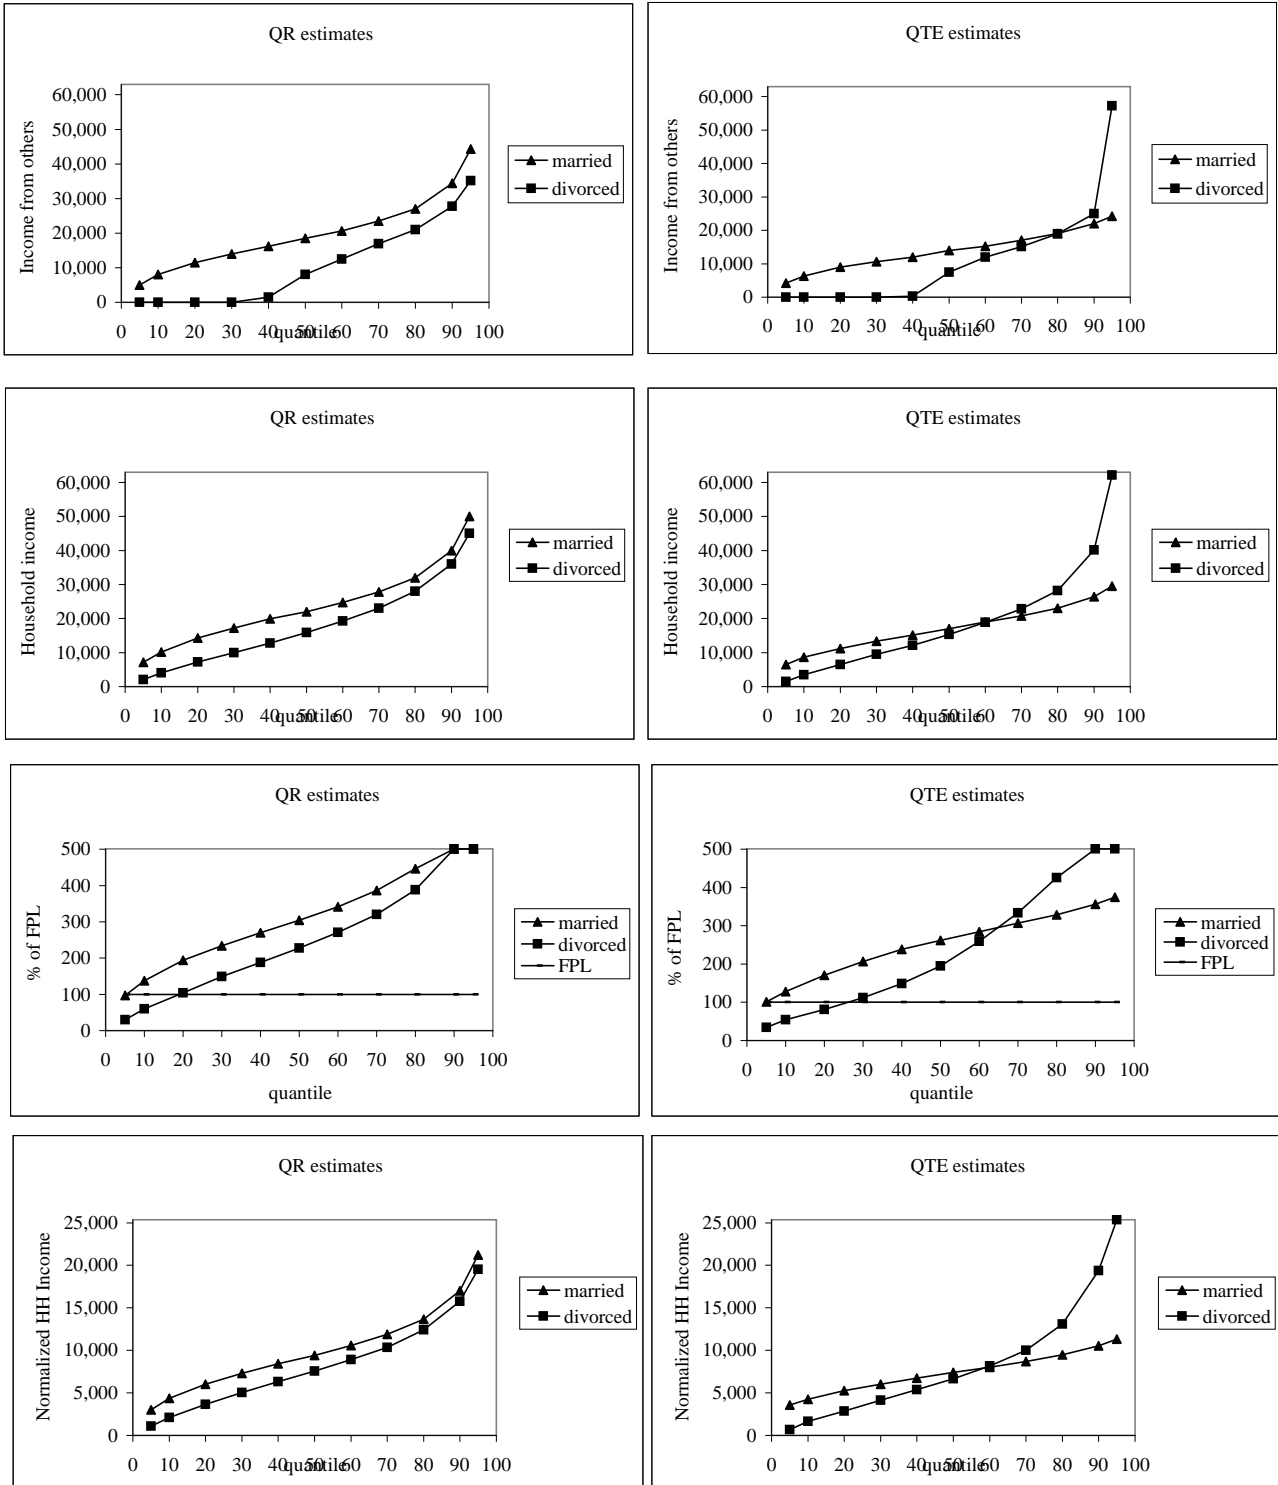 QR estimates
Income from others
60,000
50,000
40,000
30,000
20,000
10,000
0
0 10 20 30 40 50 60 70 80 90 100
quantile
married
divorced
QTE estimates
Income from others
60,000
50,000
40,000
30,000
20,000
10,000
0
0 10 20 30 40 50 60 70 80 90 100
quantile
married
divorced
QR estimates
Household income
60,000
50,000
40,000
30,000
20,000
10,000
0
0 10 20 30 40 50 60 70 80 90 100
quantile
married
divorced
QTE estimates
Household income
60,000
50,000
40,000
30,000
20,000
10,000
0
0 10 20 30 40 50 60 70 80 90 100
quantile
married
divorced
QR estimates
% of FPL
500
400
300
200
100
0
0 10 20 30 40 50 60 70 80 90 100
quantile
married
divorced
FPL
QTE estimates
% of FPL
500
400
300
200
100
0
0 10 20 30 40 50 60 70 80 90 100
quantile
married
divorced
FPL
QR estimates
Normalized HH Income
25,000
20,000
15,000
10,000
5,000
0
0 10 20 30 40 50 60 70 80 90 100
quantile
married
divorced
QTE estimates
Normalized HH Income
25,000
20,000
15,000
10,000
5,000
0
0 10 20 30 40 50 60 70 80 90 100
quantile
married
divorced